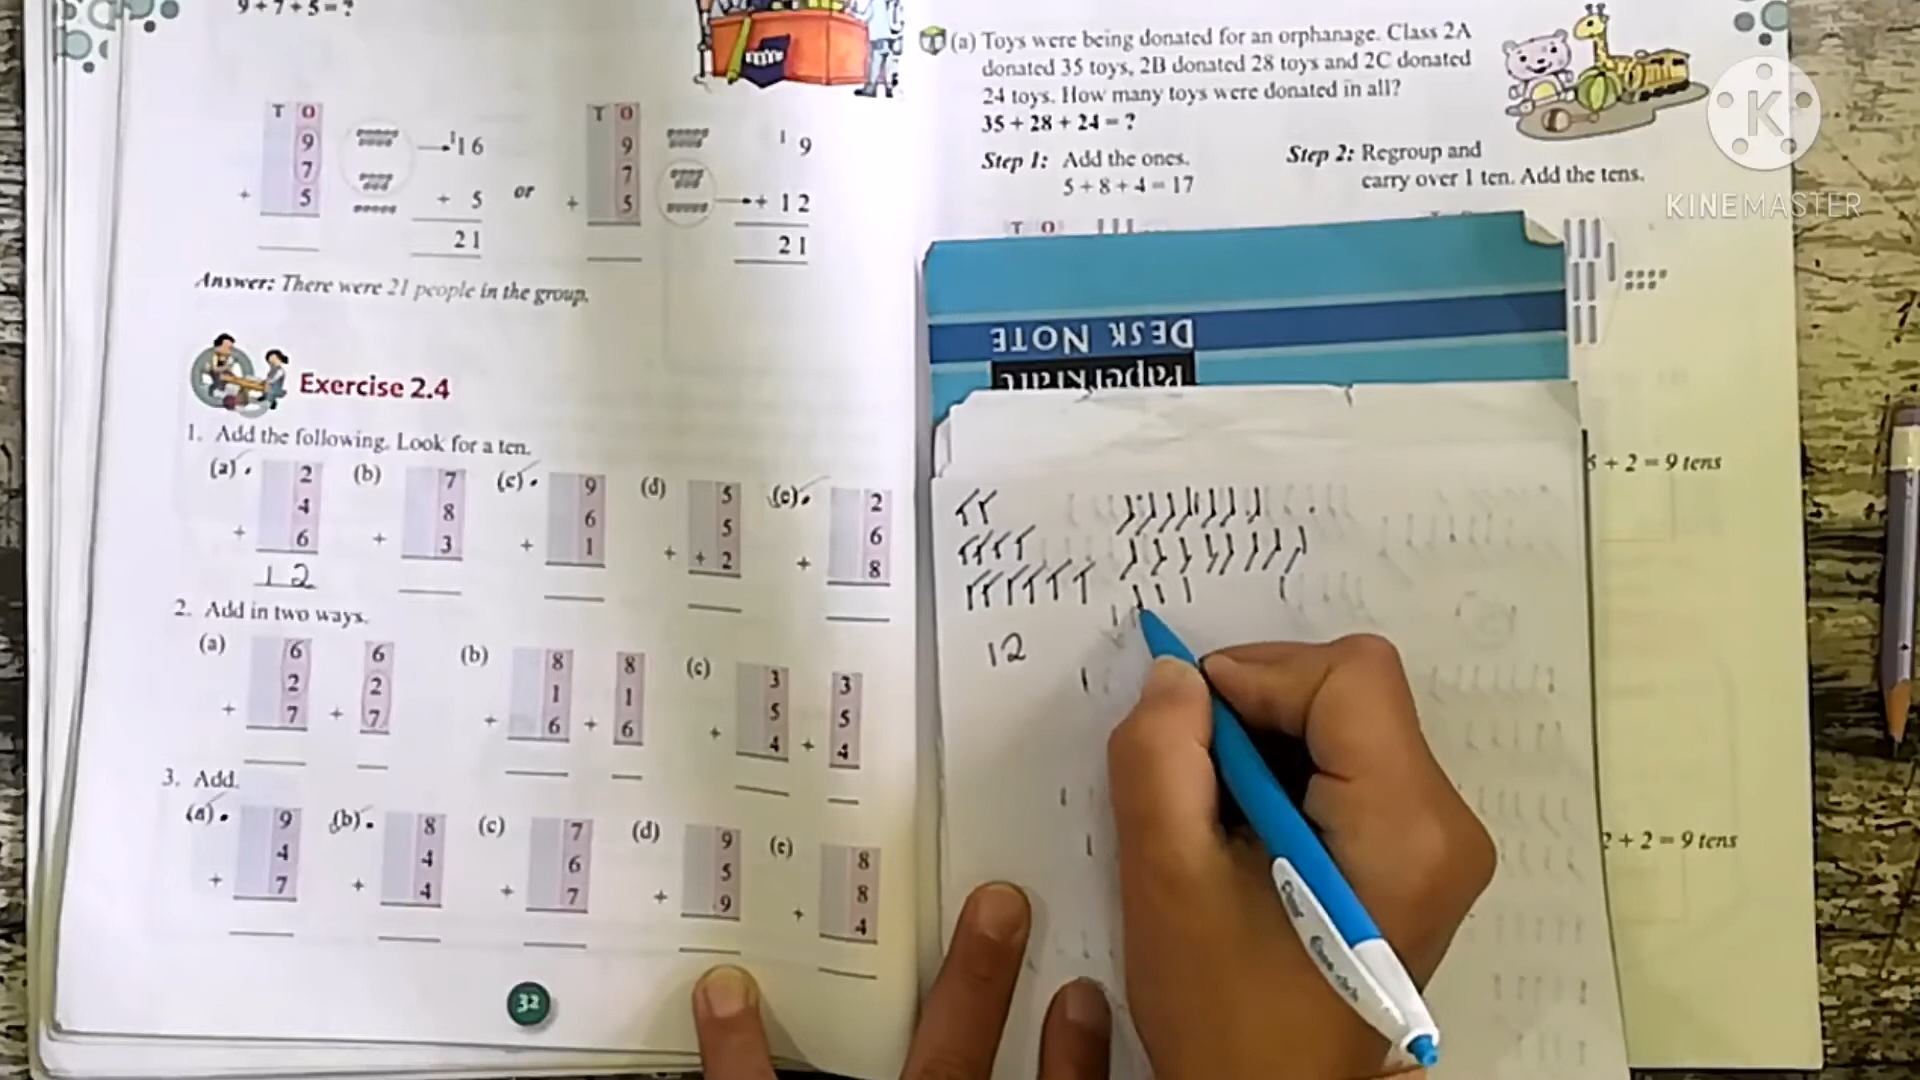 9 + 7 + 5 = ?
T O
9
7
+ 5
16
+ 5
21
or
T O
9
7
+ 5
1 9
+ 12
21
Answer: There were 21 people in the group.
Exercise 2.4
1. Add the following. Look for a ten.
(a) 2
4
+ 6
12
(b) 7
8
+ 3
(c) 9
6
+ 1
(d) 5
5
+ + 2
(e) 2
6
+ 8
2. Add in two ways.
(a) 6 6
2 2
+ 7 + 7
(b) 8 8
1 1
+ 6 + 6
(c) 3 3
5 5
+ 4 + 4
3. Add.
(a) 9
4
+ 7
(b) 8
4
+ 4
(c) 7
6
+ 7
(d) 9
5
+ 9
(e) 8
8
+ 4
32
(a) Toys were being donated for an orphanage. Class 2A
donated 35 toys, 2B donated 28 toys and 2C donated
24 toys. How many toys were donated in all?
35 + 28 + 24 = ?
Step 1: Add the ones.
5 + 8 + 4 = 17
Step 2: Regroup and
carry over 1 ten. Add the tens.
T O
DESK NOTE
Paperkraft
12
5 + 2 = 9 tens
2 + 2 = 9 tens
K
KINEMASTER